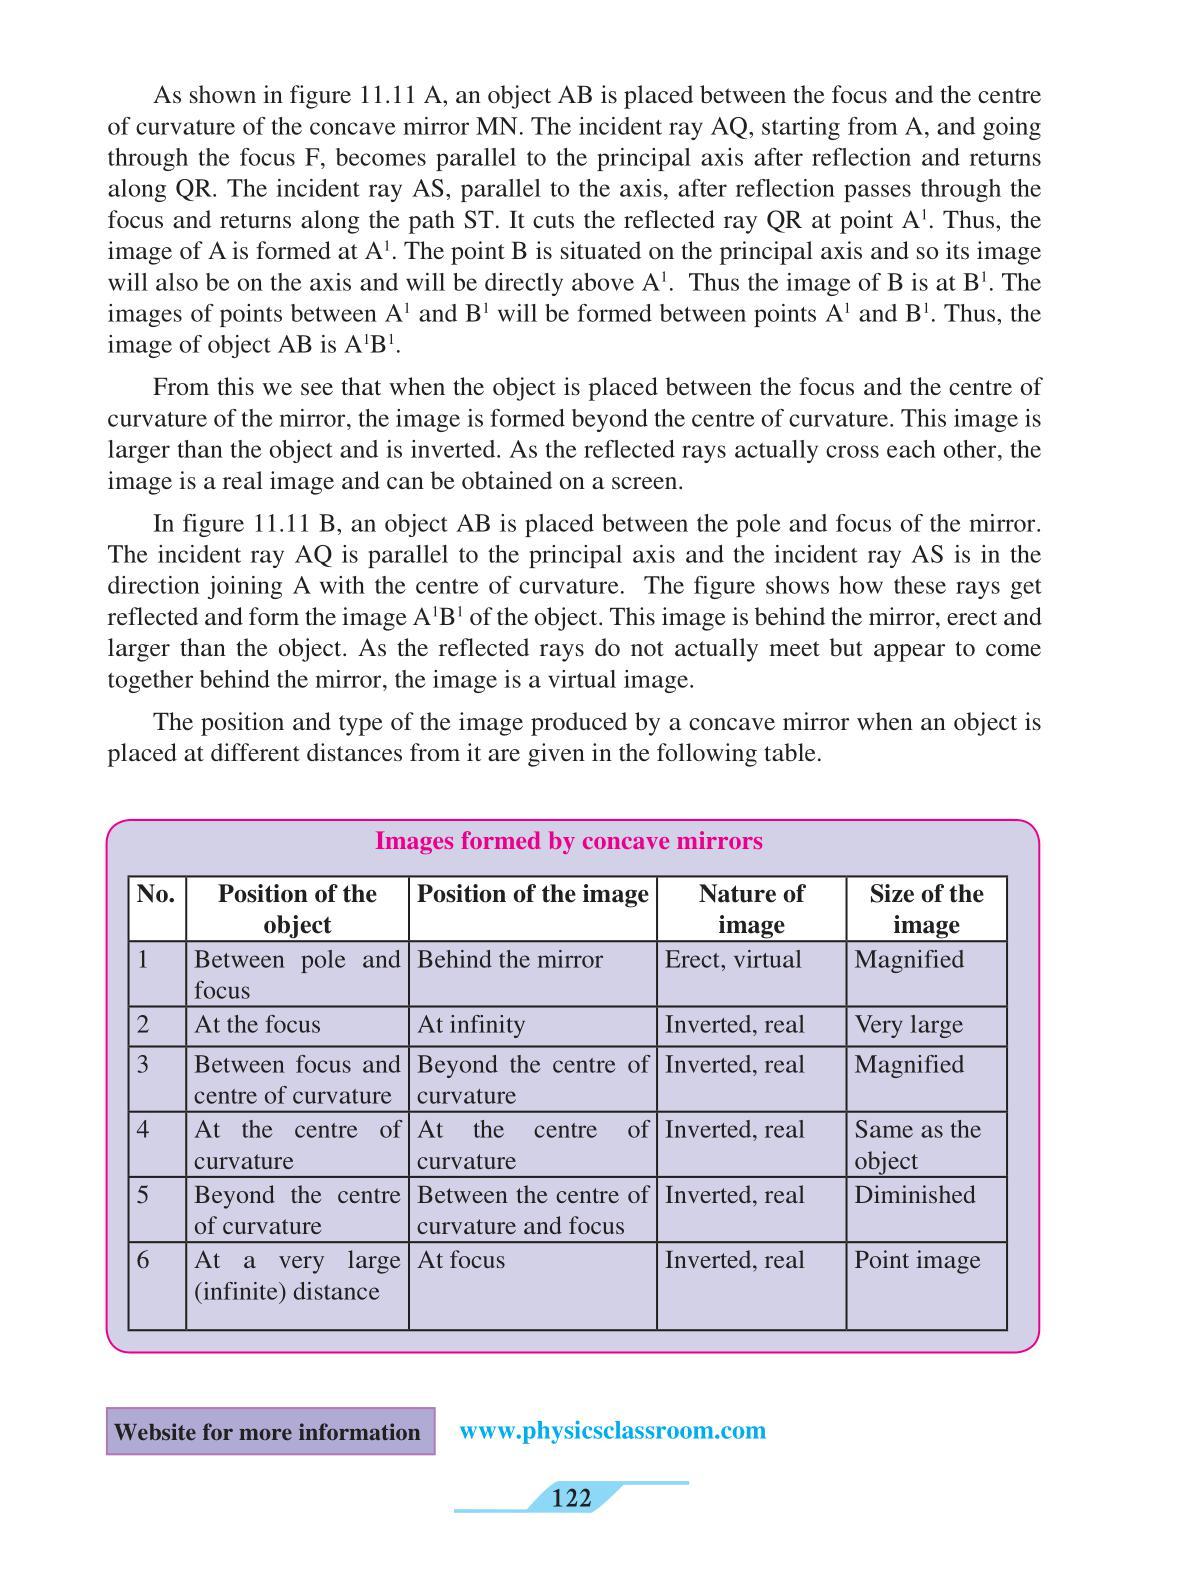 As shown in figure 11.11 A, an object AB is placed between the focus and the centre
of curvature of the concave mirror MN. The incident ray AQ, starting from A, and going
through the focus F, becomes parallel to the principal axis after reflection and returns
along QR. The incident ray AS, parallel to the axis, after reflection passes through the
focus and returns along the path ST. It cuts the reflected ray QR at point A¹. Thus, the
image of A is formed at A¹. The point B is situated on the principal axis and so its image
will also be on the axis and will be directly above A¹. Thus the image of B is at B¹. The
images of points between A¹ and B¹ will be formed between points A¹ and B¹. Thus, the
image of object AB is A¹B¹.
From this we see that when the object is placed between the focus and the centre of
curvature of the mirror, the image is formed beyond the centre of curvature. This image is
larger than the object and is inverted. As the reflected rays actually cross each other, the
image is a real image and can be obtained on a screen.
In figure 11.11 B, an object AB is placed between the pole and focus of the mirror.
The incident ray AQ is parallel to the principal axis and the incident ray AS is in the
direction joining A with the centre of curvature. The figure shows how these rays get
reflected and form the image A¹B¹ of the object. This image is behind the mirror, erect and
larger than the object. As the reflected rays do not actually meet but appear to come
together behind the mirror, the image is a virtual image.
The position and type of the image produced by a concave mirror when an object is
placed at different distances from it are given in the following table.
Images formed by concave mirrors
No. Position of the Position of the image Nature of Size of the
object image image
1 Between pole and Behind the mirror Erect, virtual Magnified
focus
2 At the focus At infinity Inverted, real Very large
3 Between focus and Beyond the centre of Inverted, real Magnified
centre of curvature curvature
4 At the centre of At the centre of Inverted, real Same as the
curvature curvature object
5 Beyond the centre Between the centre of Inverted, real Diminished
of curvature curvature and focus
6 At a very large At focus Inverted, real Point image
(infinite) distance
Website for more information www.physicsclassroom.com
122